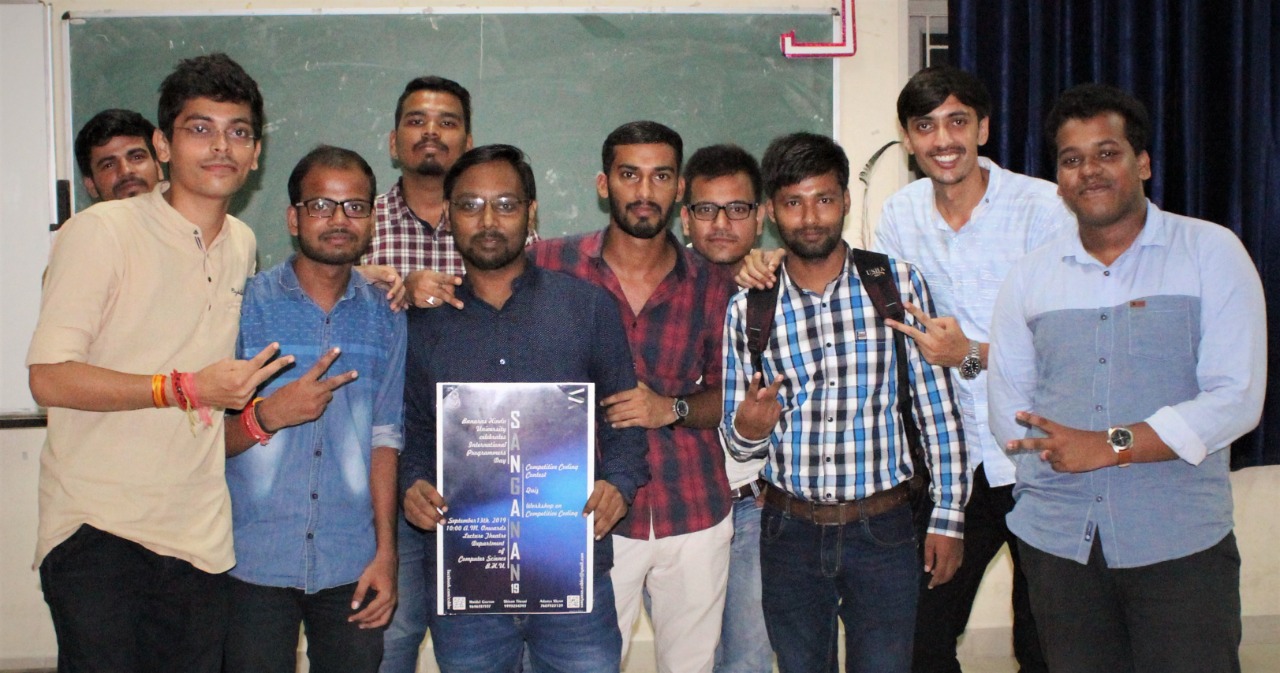 Banaras Hindu
University
celebrates
International
Programmers
Day
SANGANAN
19
Competitive Coding
Contest
Quiz
Workshop on
Competitive Coding
September 13th, 2019
10:00 A.M. Onwards
Lecture Theatre
Department
of
Computer Science
B.H.U.